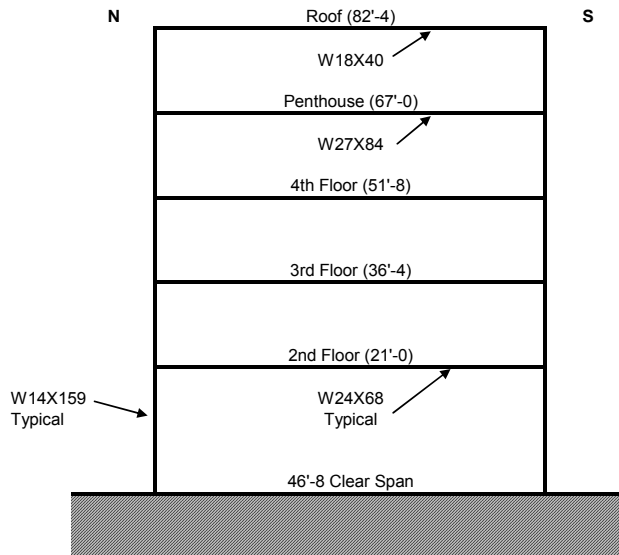 N
Roof (82'-4)
S
W18X40
Penthouse (67'-0)
W27X84
4th Floor (51'-8)
3rd Floor (36'-4)
2nd Floor (21'-0)
W14X159
Typical
W24X68
Typical
46'-8 Clear Span